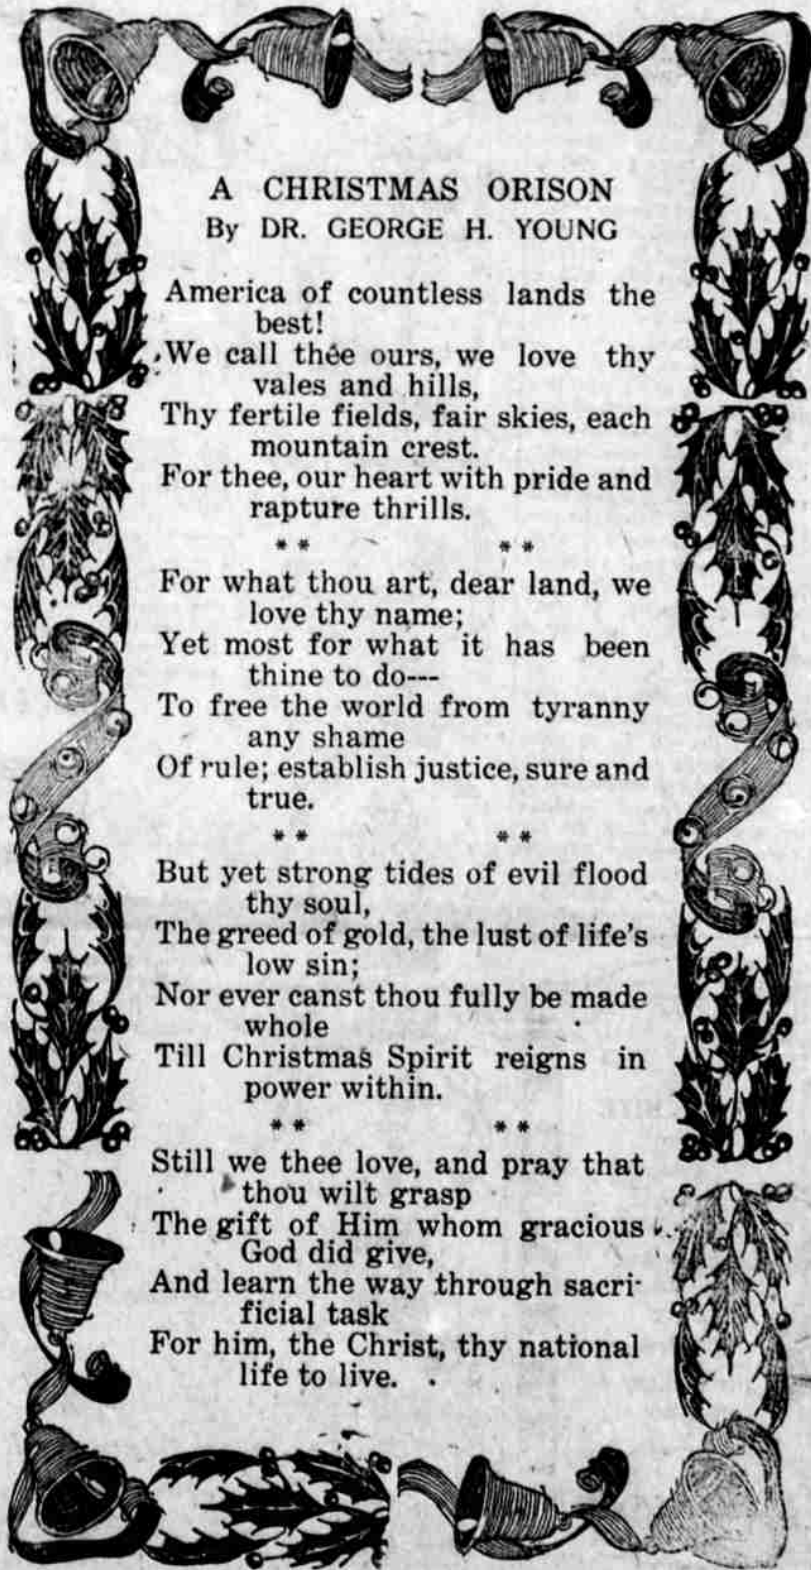 A CHRISTMAS ORISON
By DR. GEORGE H. YOUNG
America of countless lands the
best!
We call thee ours, we love thy
vales and hills,
Thy fertile fields, fair skies, each
mountain crest.
For thee, our heart with pride and
rapture thrills.
** **
For what thou art, dear land, we
love thy name;
Yet most for what it has been
thine to do---
To free the world from tyranny
any shame
Of rule; establish justice, sure and
true.
** **
But yet strong tides of evil flood
thy soul,
The greed of gold, the lust of life's
low sin;
Nor ever canst thou fully be made
whole
Till Christmas Spirit reigns in
power within.
** **
Still we thee love, and pray that
thou wilt grasp
The gift of Him whom gracious
God did give,
And learn the way through sacri-
ficial task
For him, the Christ, thy national
life to live.